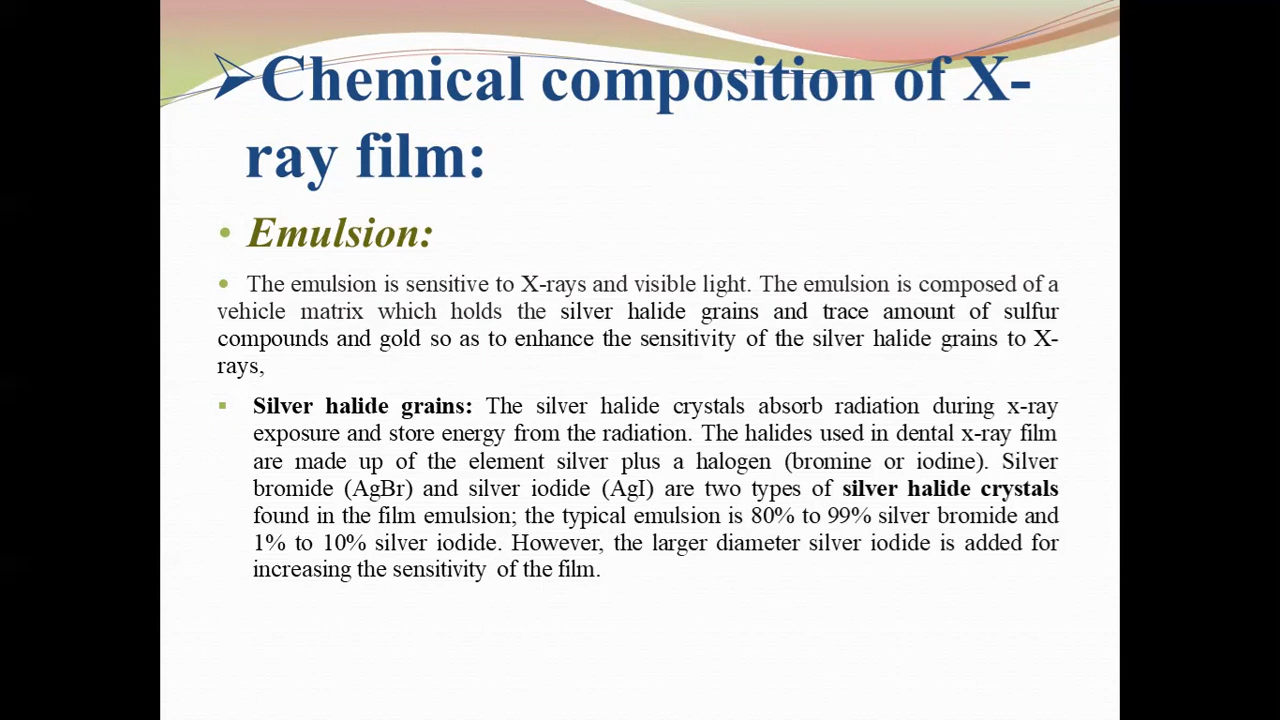 ➢Chemical composition of X-
ray film:
• Emulsion:
• The emulsion is sensitive to X-rays and visible light. The emulsion is composed of a
vehicle matrix which holds the silver halide grains and trace amount of sulfur
compounds and gold so as to enhance the sensitivity of the silver halide grains to X-
rays,
▪ Silver halide grains: The silver halide crystals absorb radiation during x-ray
exposure and store energy from the radiation. The halides used in dental x-ray film
are made up of the element silver plus a halogen (bromine or iodine). Silver
bromide (AgBr) and silver iodide (AgI) are two types of silver halide crystals
found in the film emulsion; the typical emulsion is 80% to 99% silver bromide and
1% to 10% silver iodide. However, the larger diameter silver iodide is added for
increasing the sensitivity of the film.